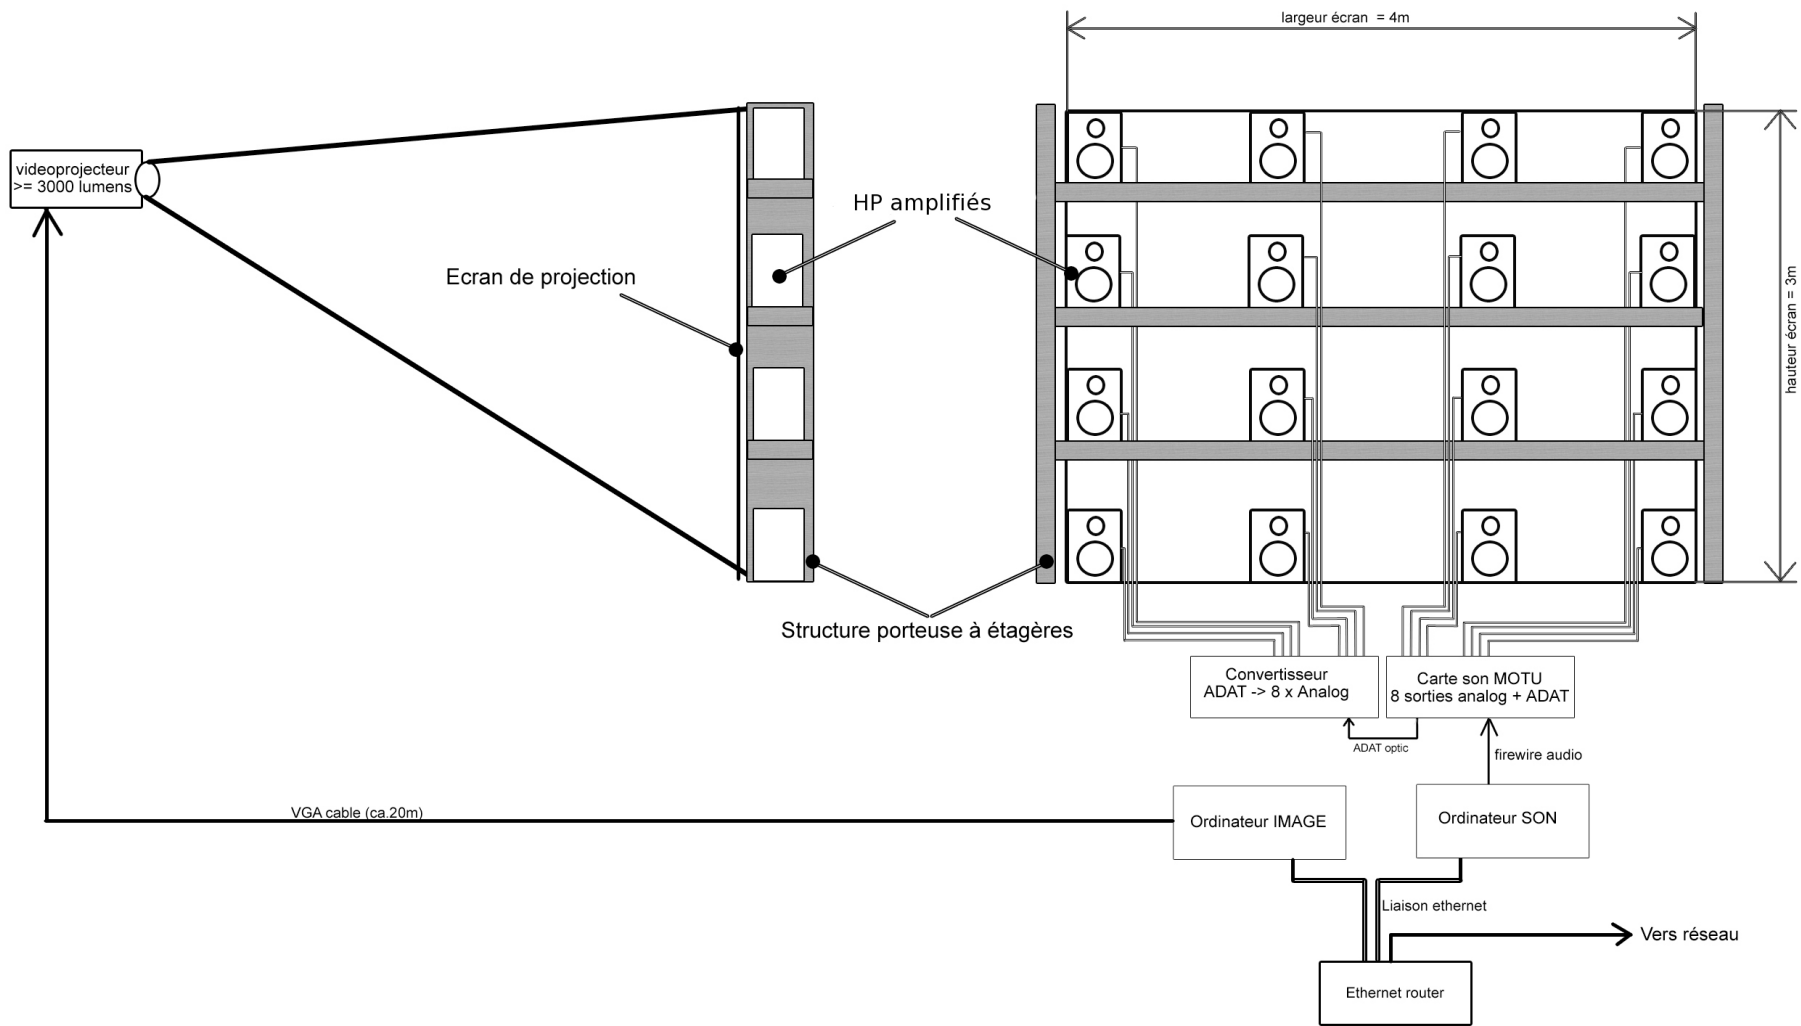 largeur écran = 4m
videoprojecteur
>= 3000 lumens
HP amplifiés
Ecran de projection
hauteur écran = 3m
Structure porteuse à étagères
Convertisseur
ADAT -> 8 x Analog
Carte son MOTU
8 sorties analog + ADAT
ADAT optic
firewire audio
VGA cable (ca.20m)
Ordinateur IMAGE
Ordinateur SON
Liaison ethernet
Vers réseau
Ethernet router